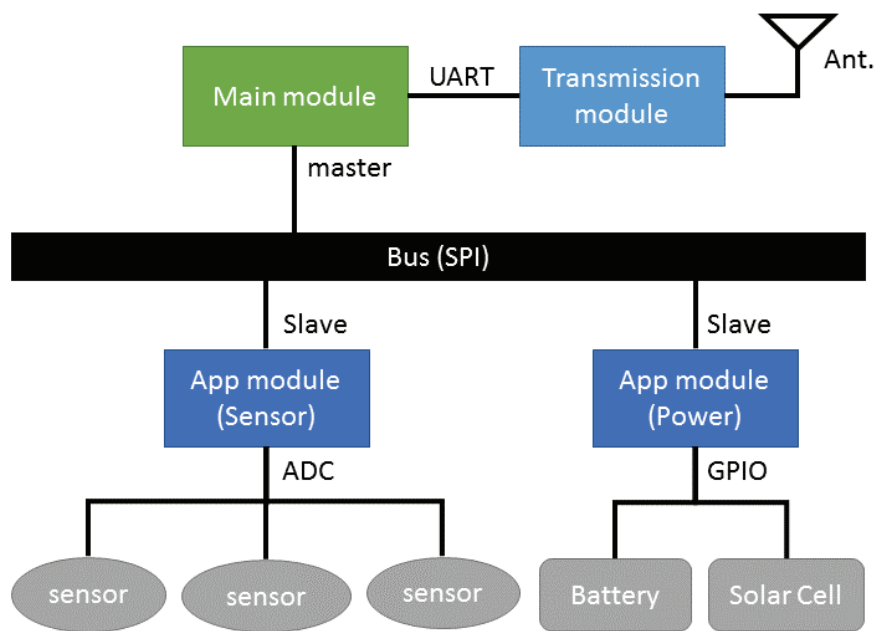 Main module
UART
Transmission
module
Ant.
master
Bus (SPI)
Slave
Slave
App module
(Sensor)
App module
(Power)
ADC
GPIO
sensor
sensor
sensor
Battery
Solar Cell